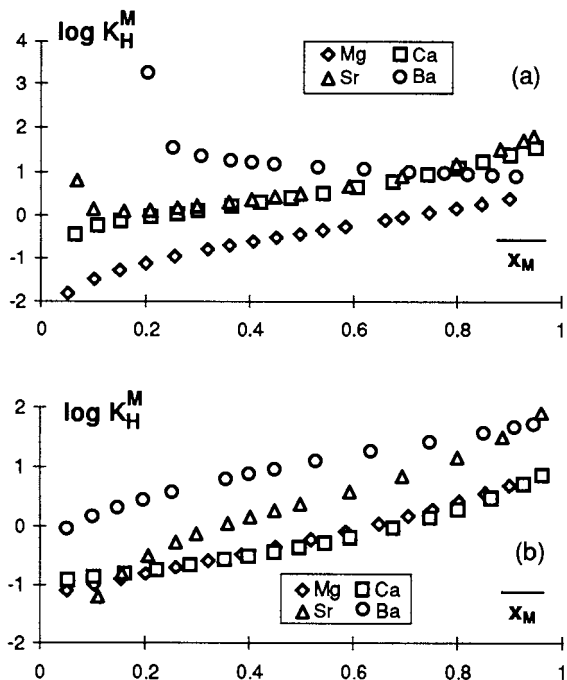 log K_H^M
◇ Mg □ Ca
△ Sr ○ Ba
(a)
4
3
2
1
0
-1
-2
x_M
0 0.2 0.4 0.6 0.8 1
log K_H^M
2
1
0
-1
-2
(b)
◇ Mg □ Ca
△ Sr ○ Ba
x_M
0 0.2 0.4 0.6 0.8 1